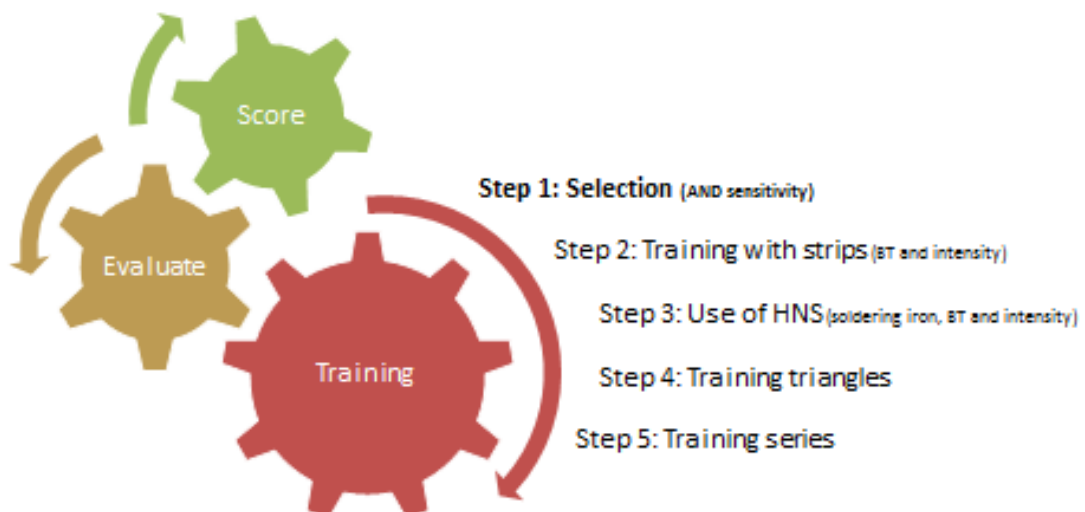 Score
Step 1: Selection (AND sensitivity)
Step 2: Training with strips (BT and intensity)
Evaluate
Step 3: Use of HNS (soldering iron, BT and intensity)
Training
Step 4: Training triangles
Step 5: Training series